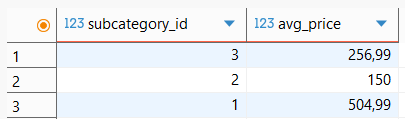 123 subcategory_id 123 avg_price
1 3 256,99
2 2 150
3 1 504,99